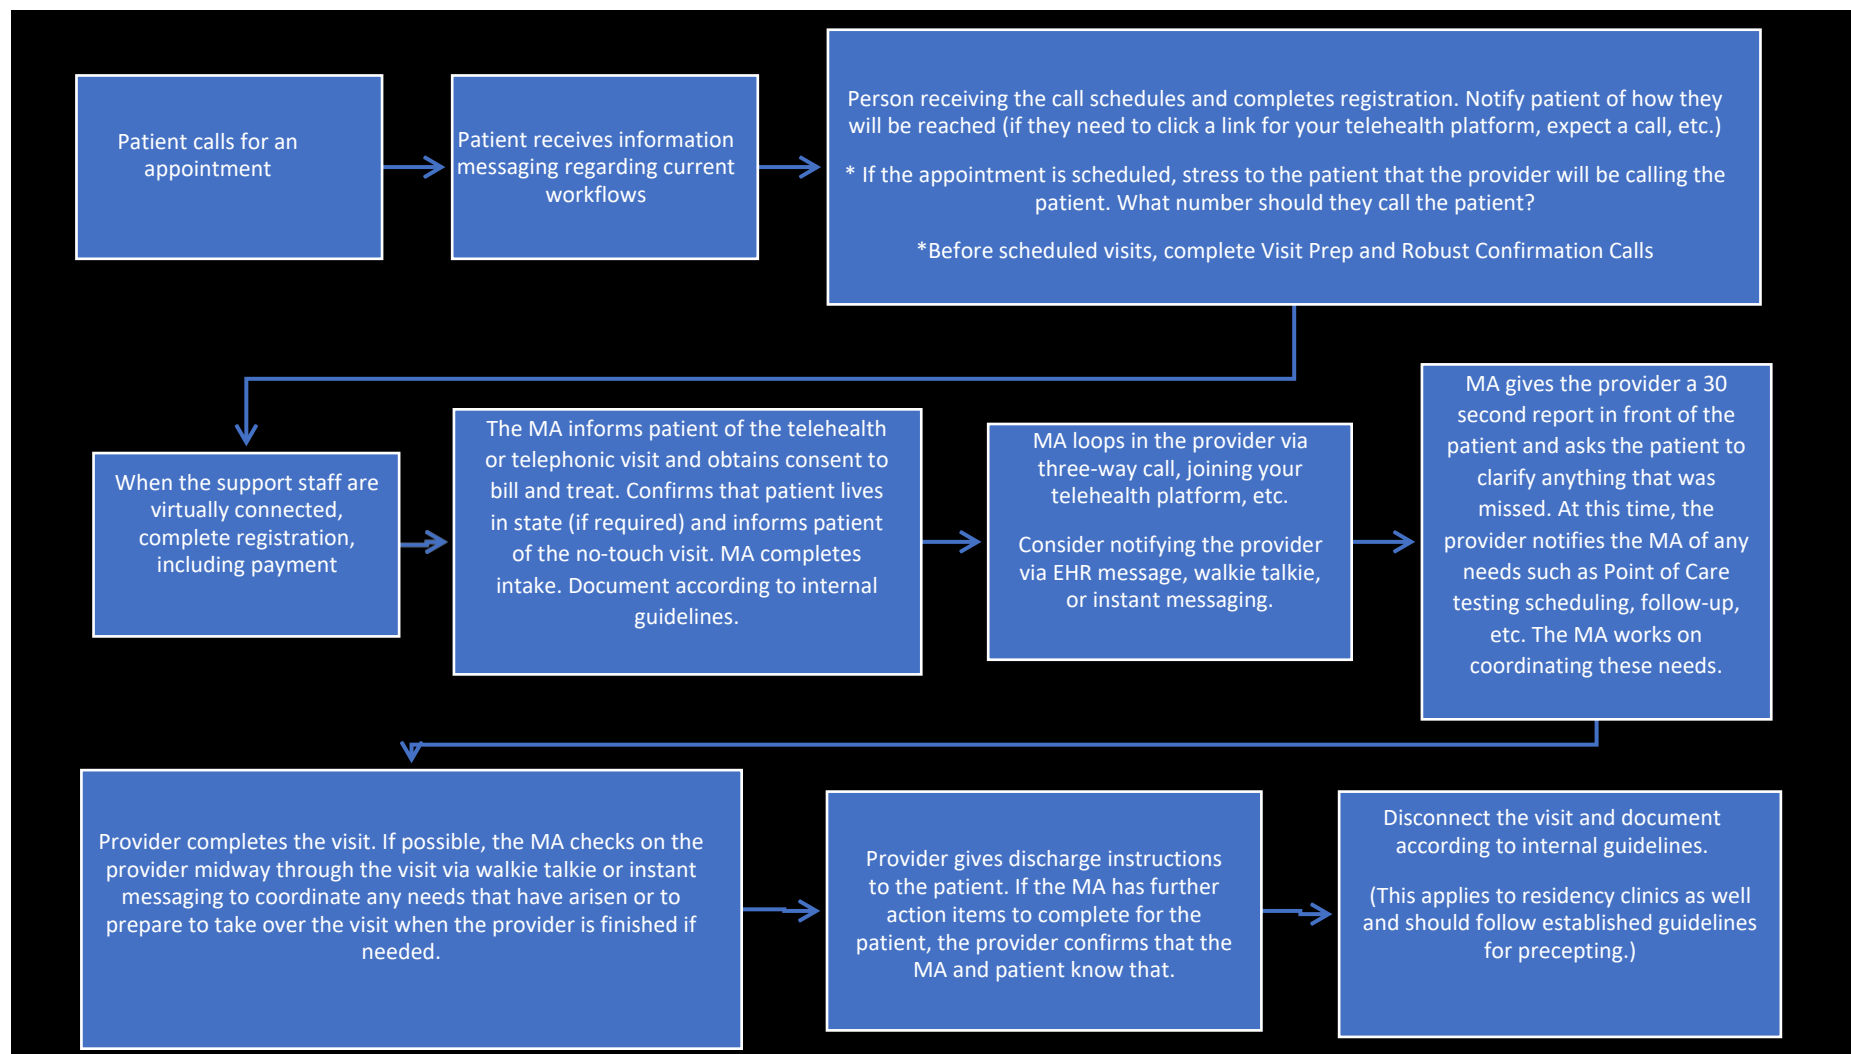 Patient calls for an
appointment
Patient receives information
messaging regarding current
workflows
Person receiving the call schedules and completes registration. Notify patient of how they
will be reached (if they need to click a link for your telehealth platform, expect a call, etc.)
* If the appointment is scheduled, stress to the patient that the provider will be calling the
patient. What number should they call the patient?
*Before scheduled visits, complete Visit Prep and Robust Confirmation Calls
When the support staff are
virtually connected,
complete registration,
including payment
The MA informs patient of the telehealth
or telephonic visit and obtains consent to
bill and treat. Confirms that patient lives
in state (if required) and informs patient
of the no-touch visit. MA completes
intake. Document according to internal
guidelines.
MA loops in the provider via
three-way call, joining your
telehealth platform, etc.
Consider notifying the provider
via EHR message, walkie talkie,
or instant messaging.
MA gives the provider a 30
second report in front of the
patient and asks the patient to
clarify anything that was
missed. At this time, the
provider notifies the MA of any
needs such as Point of Care
testing scheduling, follow-up,
etc. The MA works on
coordinating these needs.
Provider completes the visit. If possible, the MA checks on the
provider midway through the visit via walkie talkie or instant
messaging to coordinate any needs that have arisen or to
prepare to take over the visit when the provider is finished if
needed.
Provider gives discharge instructions
to the patient. If the MA has further
action items to complete for the
patient, the provider confirms that the
MA and patient know that.
Disconnect the visit and document
according to internal guidelines.
(This applies to residency clinics as well
and should follow established guidelines
for precepting.)